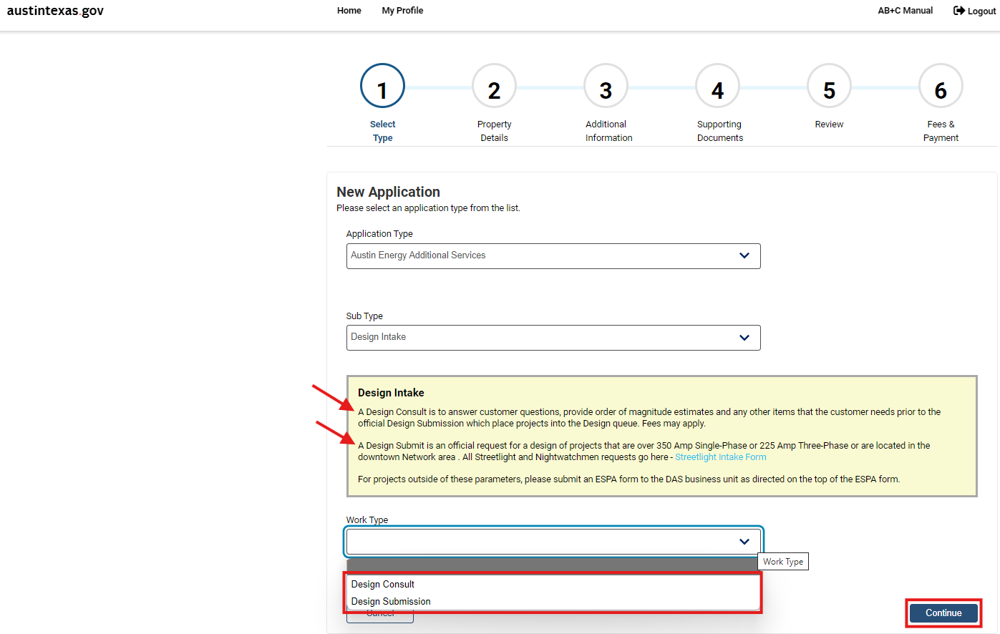 austintexas.gov
Home
My Profile
AB+C Manual
Logout
1
2
3
4
5
6
Select
Type
Property
Details
Additional
Information
Supporting
Documents
Review
Fees &
Payment
New Application
Please select an application type from the list.
Application Type
Austin Energy Additional Services
Sub Type
Design Intake
Design Intake
A Design Consult is to answer customer questions, provide order of magnitude estimates and any other items that the customer needs prior to the
official Design Submission which place projects into the Design queue. Fees may apply.
A Design Submit is an official request for a design of projects that are over 350 Amp Single-Phase or 225 Amp Three-Phase or are located in the
downtown Network area . All Streetlight and Nightwatchmen requests go here - Streetlight Intake Form
For projects outside of these parameters, please submit an ESPA form to the DAS business unit as directed on the top of the ESPA form.
Work Type
Work Type
Design Consult
Design Submission
Cancel
Continue